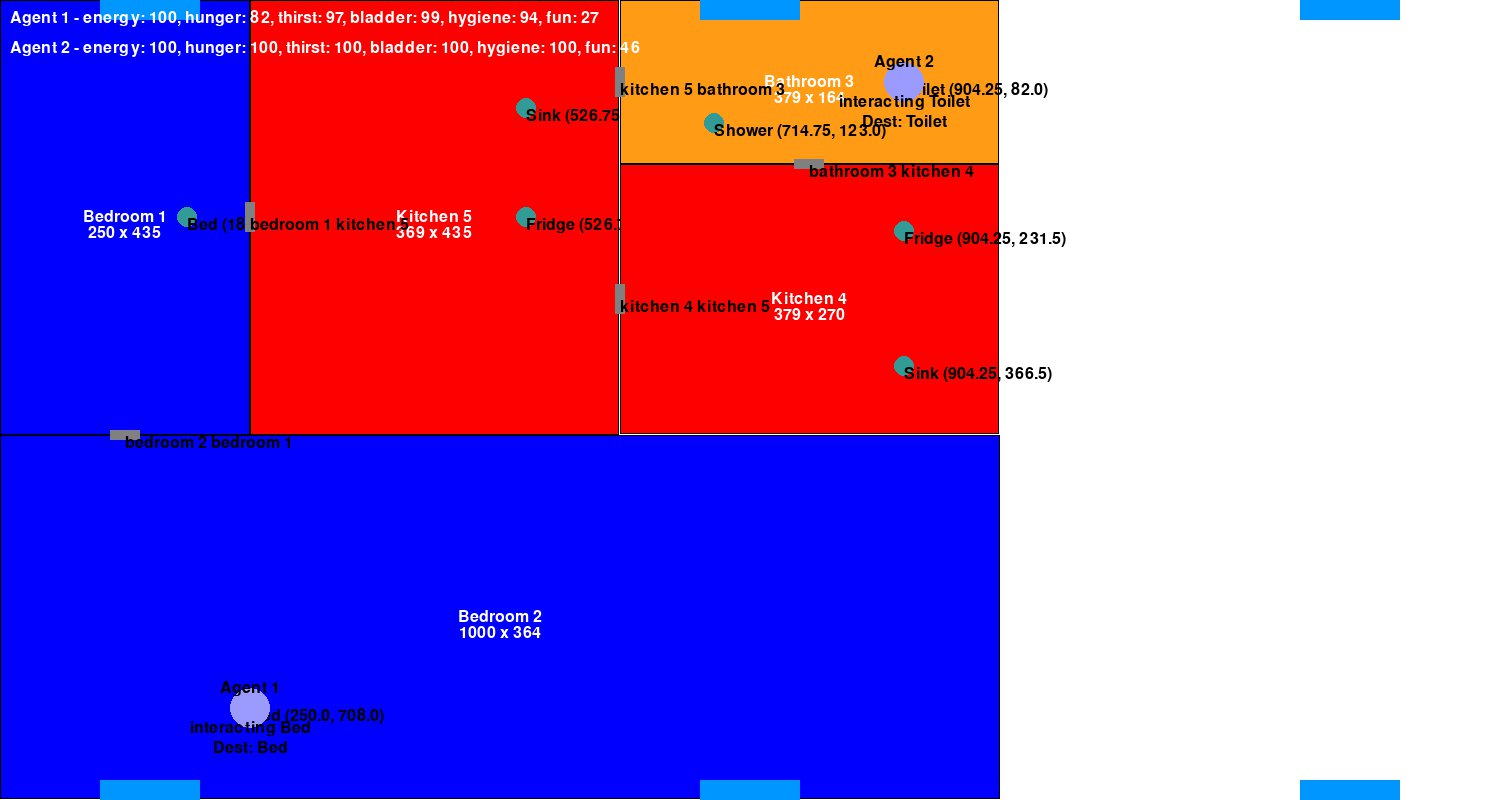 Agent 1 - energy: 100, hunger: 82, thirst: 97, bladder: 99, hygiene: 94, fun: 27
Agent 2 - energy: 100, hunger: 100, thirst: 100, bladder: 100, hygiene: 100, fun: 46
Agent 2
Bathroom 3
379 x 164
kitchen 5 bathroom 3
ilet (904.25, 82.0)
interacting Toilet
Dest: Toilet
Sink (526.75
Shower (714.75, 123.0)
bathroom 3 kitchen 4
Bedroom 1
250 x 435
Bed (18
bedroom 1 kitchen 5
Kitchen 5
369 x 435
Fridge (526.
Fridge (904.25, 231.5)
Kitchen 4
379 x 270
kitchen 4 kitchen 5
Sink (904.25, 366.5)
bedroom 2 bedroom 1
Bedroom 2
1000 x 364
Agent 1
d (250.0, 708.0)
interacting Bed
Dest: Bed